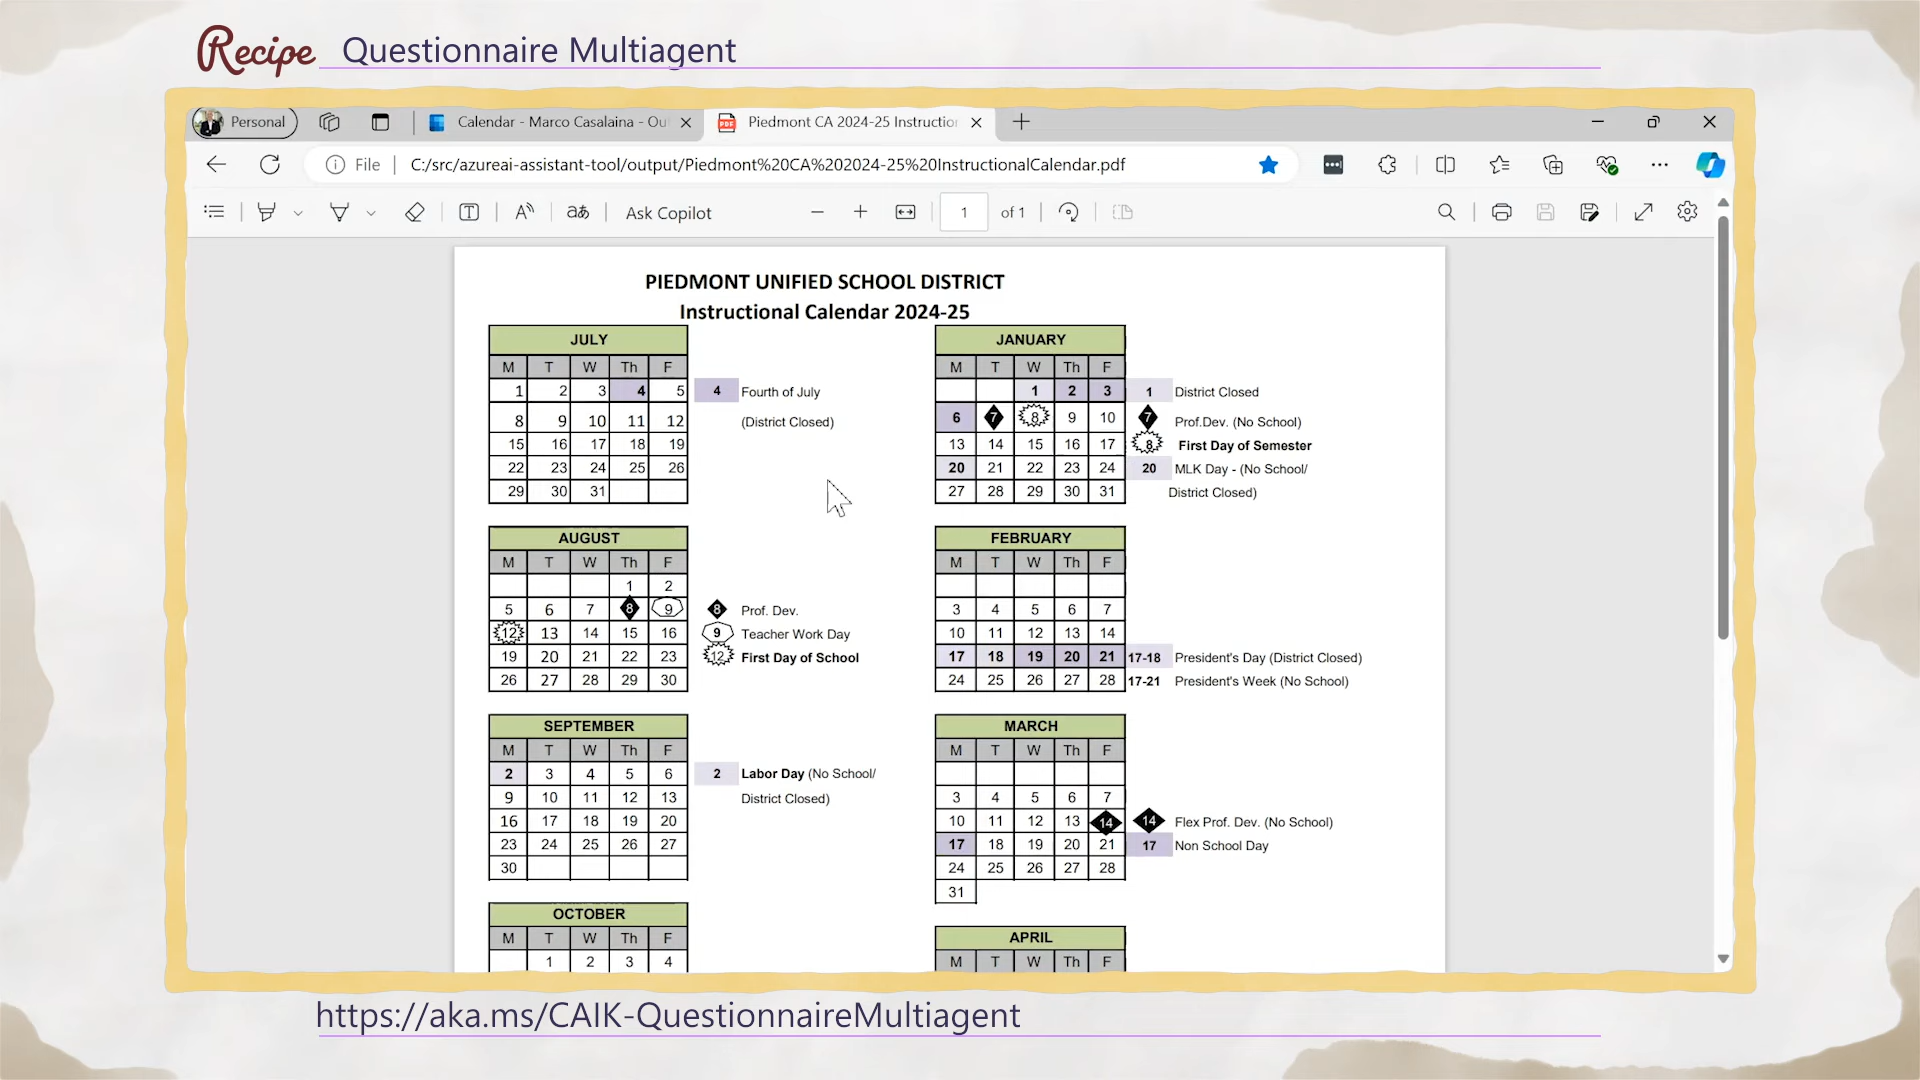 Recipe Questionnaire Multiagent
Personal
Calendar - Marco Casalaina - Ou
Piedmont CA 2024-25 Instructio
File
C:/src/azureai-assistant-tool/output/Piedmont%20CA%202024-25%20InstructionalCalendar.pdf
Ask Copilot
1 of 1
PIEDMONT UNIFIED SCHOOL DISTRICT
Instructional Calendar 2024-25
JULY
M T W Th F
1 2 3 4 5
8 9 10 11 12
15 16 17 18 19
22 23 24 25 26
29 30 31
4 Fourth of July
(District Closed)
AUGUST
M T W Th F
1 2
5 6 7 8 9
12 13 14 15 16
19 20 21 22 23
26 27 28 29 30
8 Prof. Dev.
9 Teacher Work Day
12 First Day of School
SEPTEMBER
M T W Th F
2 3 4 5 6
9 10 11 12 13
16 17 18 19 20
23 24 25 26 27
30
2 Labor Day (No School/
District Closed)
OCTOBER
M T W Th F
1 2 3 4
JANUARY
M T W Th F
1 2 3
6 7 8 9 10
13 14 15 16 17
20 21 22 23 24
27 28 29 30 31
1 District Closed
7 Prof.Dev. (No School)
8 First Day of Semester
20 MLK Day - (No School/
District Closed)
FEBRUARY
M T W Th F
3 4 5 6 7
10 11 12 13 14
17 18 19 20 21
24 25 26 27 28
17-18 President's Day (District Closed)
17-21 President's Week (No School)
MARCH
M T W Th F
3 4 5 6 7
10 11 12 13 14
17 18 19 20 21
24 25 26 27 28
31
14 Flex Prof. Dev. (No School)
17 Non School Day
APRIL
M T W Th F
https://aka.ms/CAIK-QuestionnaireMultiagent